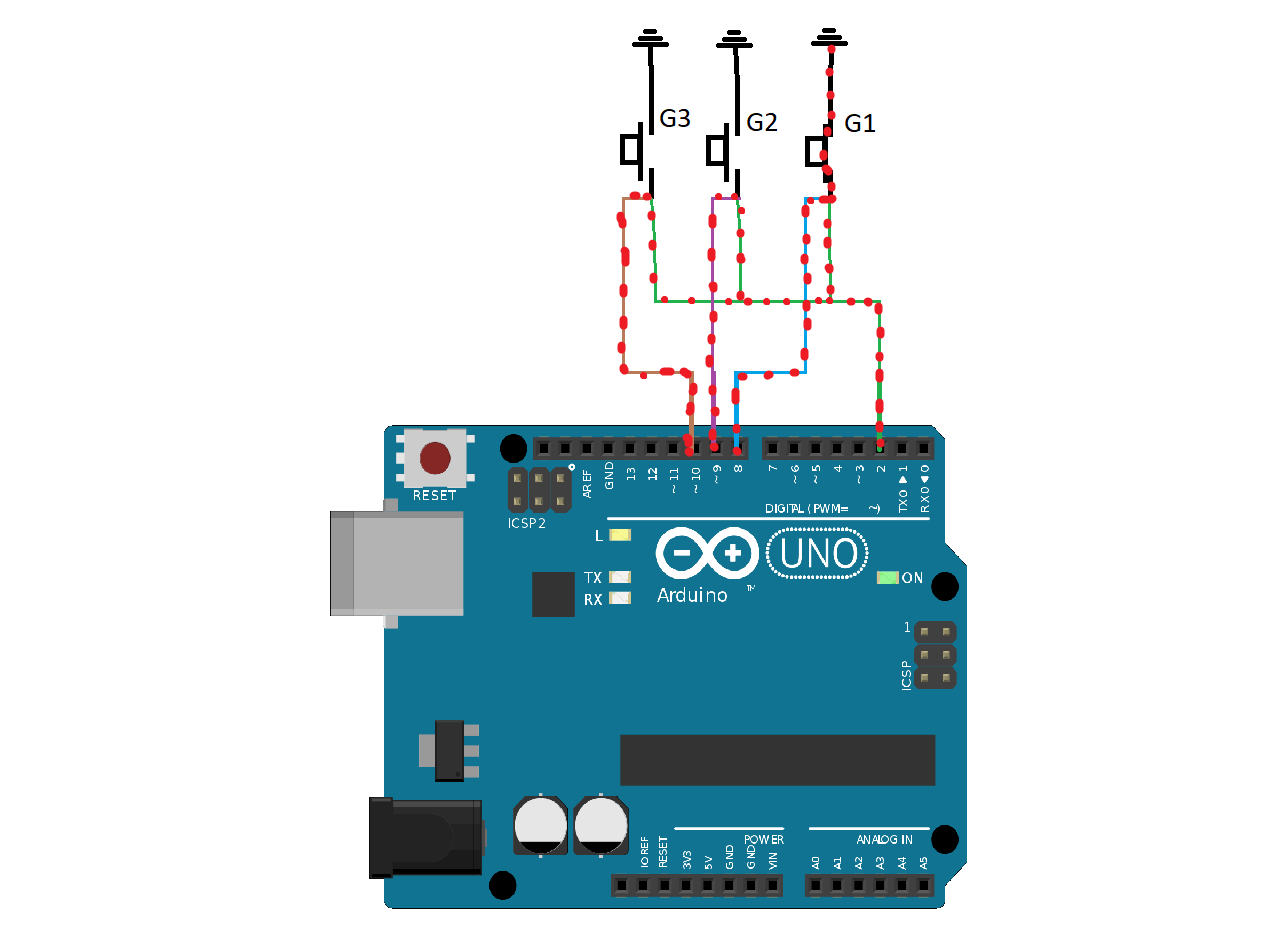 G3
G2
G1
RESET
ICSP2
AREF
GND
13
12
~11
~10
~9
8
7
~6
~5
4
~3
2
TX0 ▶ 1
RX0 ◀ 0
DIGITAL (PWM= ~)
L
TX
RX
UNO
Arduino
TM
ON
1
ICSP
POWER
ANALOG IN
IOREF
RESET
3V3
5V
GND
GND
VIN
A0
A1
A2
A3
A4
A5